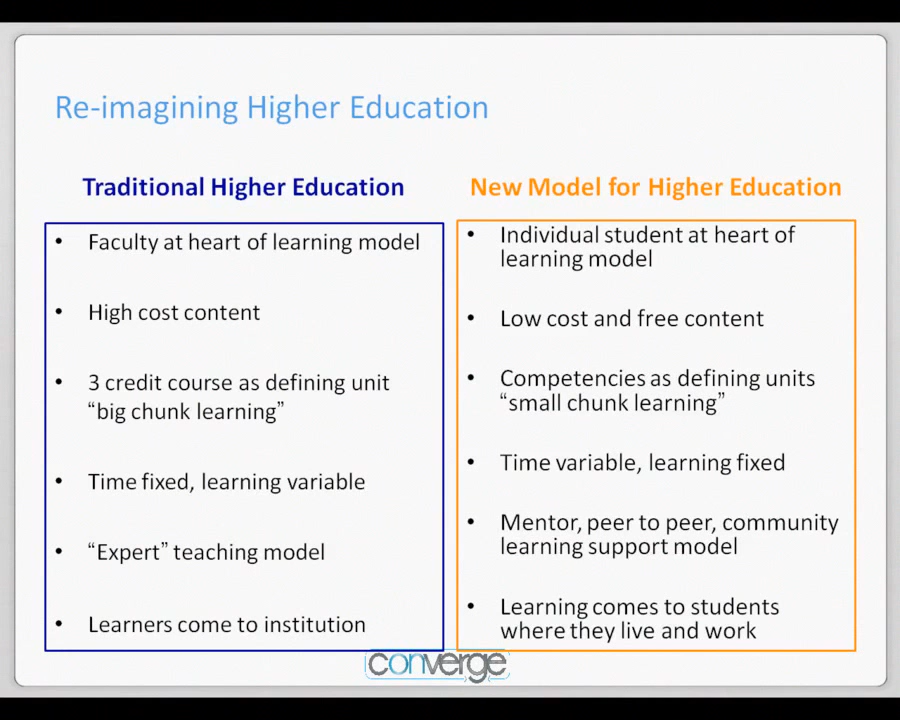 Re-imagining Higher Education
Traditional Higher Education
• Faculty at heart of learning model
• High cost content
• 3 credit course as defining unit
“big chunk learning”
• Time fixed, learning variable
• “Expert” teaching model
• Learners come to institution
New Model for Higher Education
• Individual student at heart of
learning model
• Low cost and free content
• Competencies as defining units
“small chunk learning”
• Time variable, learning fixed
• Mentor, peer to peer, community
learning support model
• Learning comes to students
where they live and work
converge